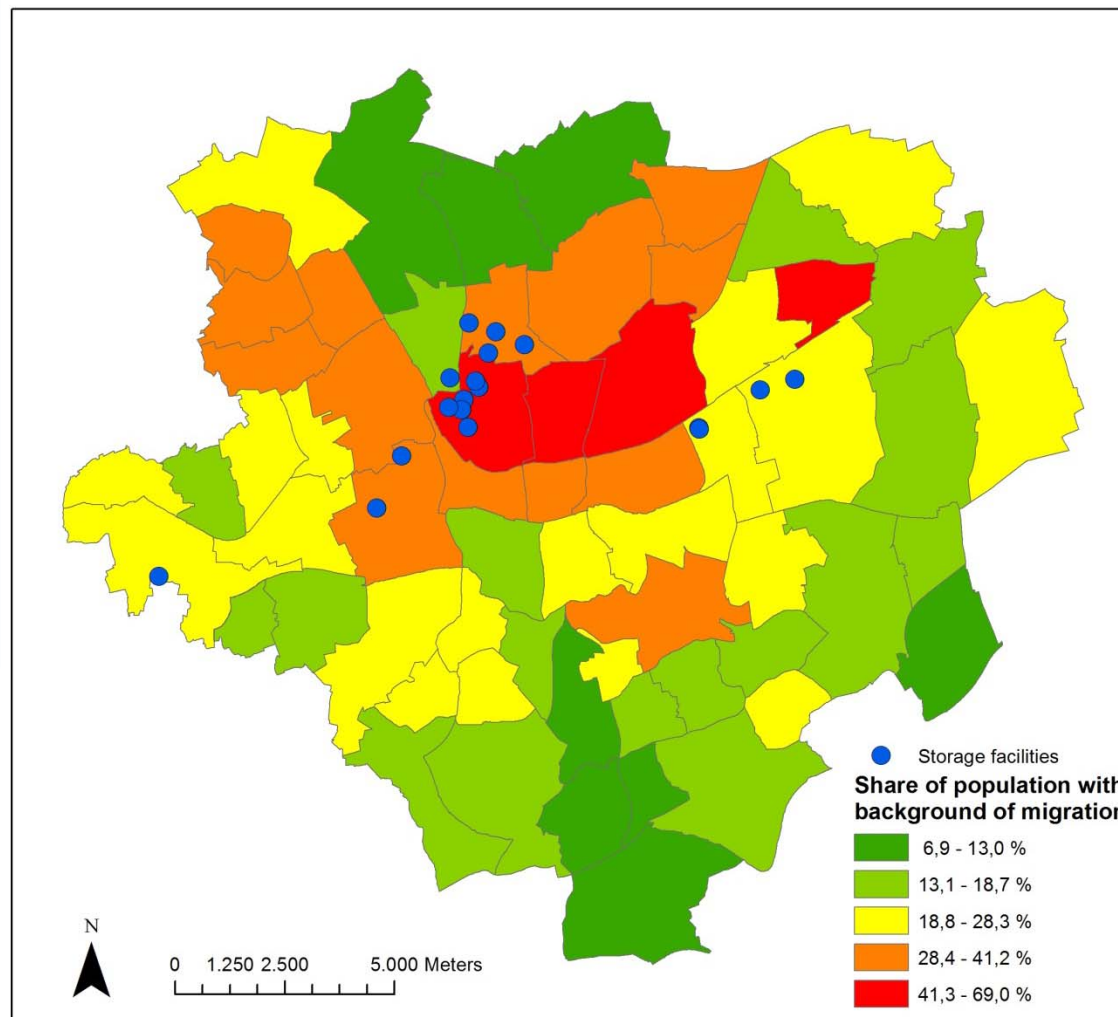 Storage facilities
Share of population with
background of migration
6,9 - 13,0 %
13,1 - 18,7 %
18,8 - 28,3 %
28,4 - 41,2 %
41,3 - 69,0 %
N
0 1.250 2.500 5.000 Meters